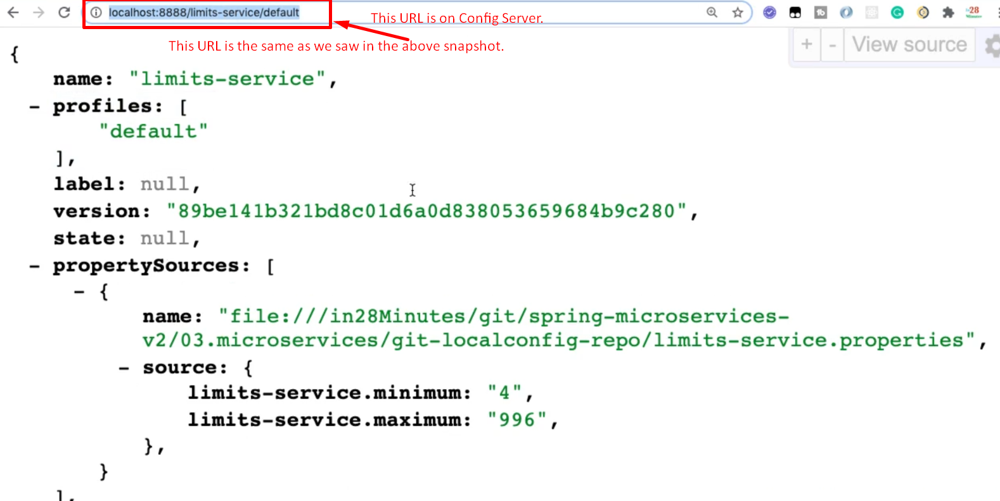 localhost:8888/limits-service/default
This URL is on Config Server.
28
Minutes
This URL is the same as we saw in the above snapshot.
+ - View source
{
name: "limits-service",
- profiles: [
"default"
],
label: null,
version: "89be141b321bd8c01d6a0d838053659684b9c280",
state: null,
- propertySources: [
- {
name: "file:///in28Minutes/git/spring-microservices-
v2/03.microservices/git-localconfig-repo/limits-service.properties",
- source: {
limits-service.minimum: "4",
limits-service.maximum: "996",
},
}
],